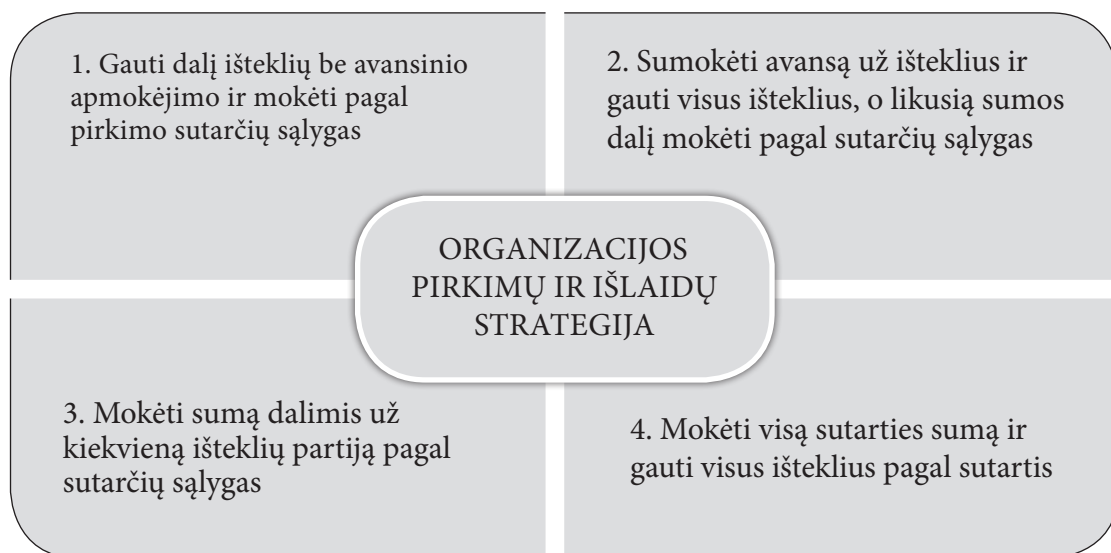 1. Gauti dalį išteklių be avansinio
apmokėjimo ir mokėti pagal
pirkimo sutarčių sąlygas
2. Sumokėti avansą už išteklius ir
gauti visus išteklius, o likusią sumos
dalį mokėti pagal sutarčių sąlygas
ORGANIZACIJOS
PIRKIMŲ IR IŠLAIDŲ
STRATEGIJA
3. Mokėti sumą dalimis už
kiekvieną išteklių partiją pagal
sutarčių sąlygas
4. Mokėti visą sutarties sumą ir
gauti visus išteklius pagal sutartis